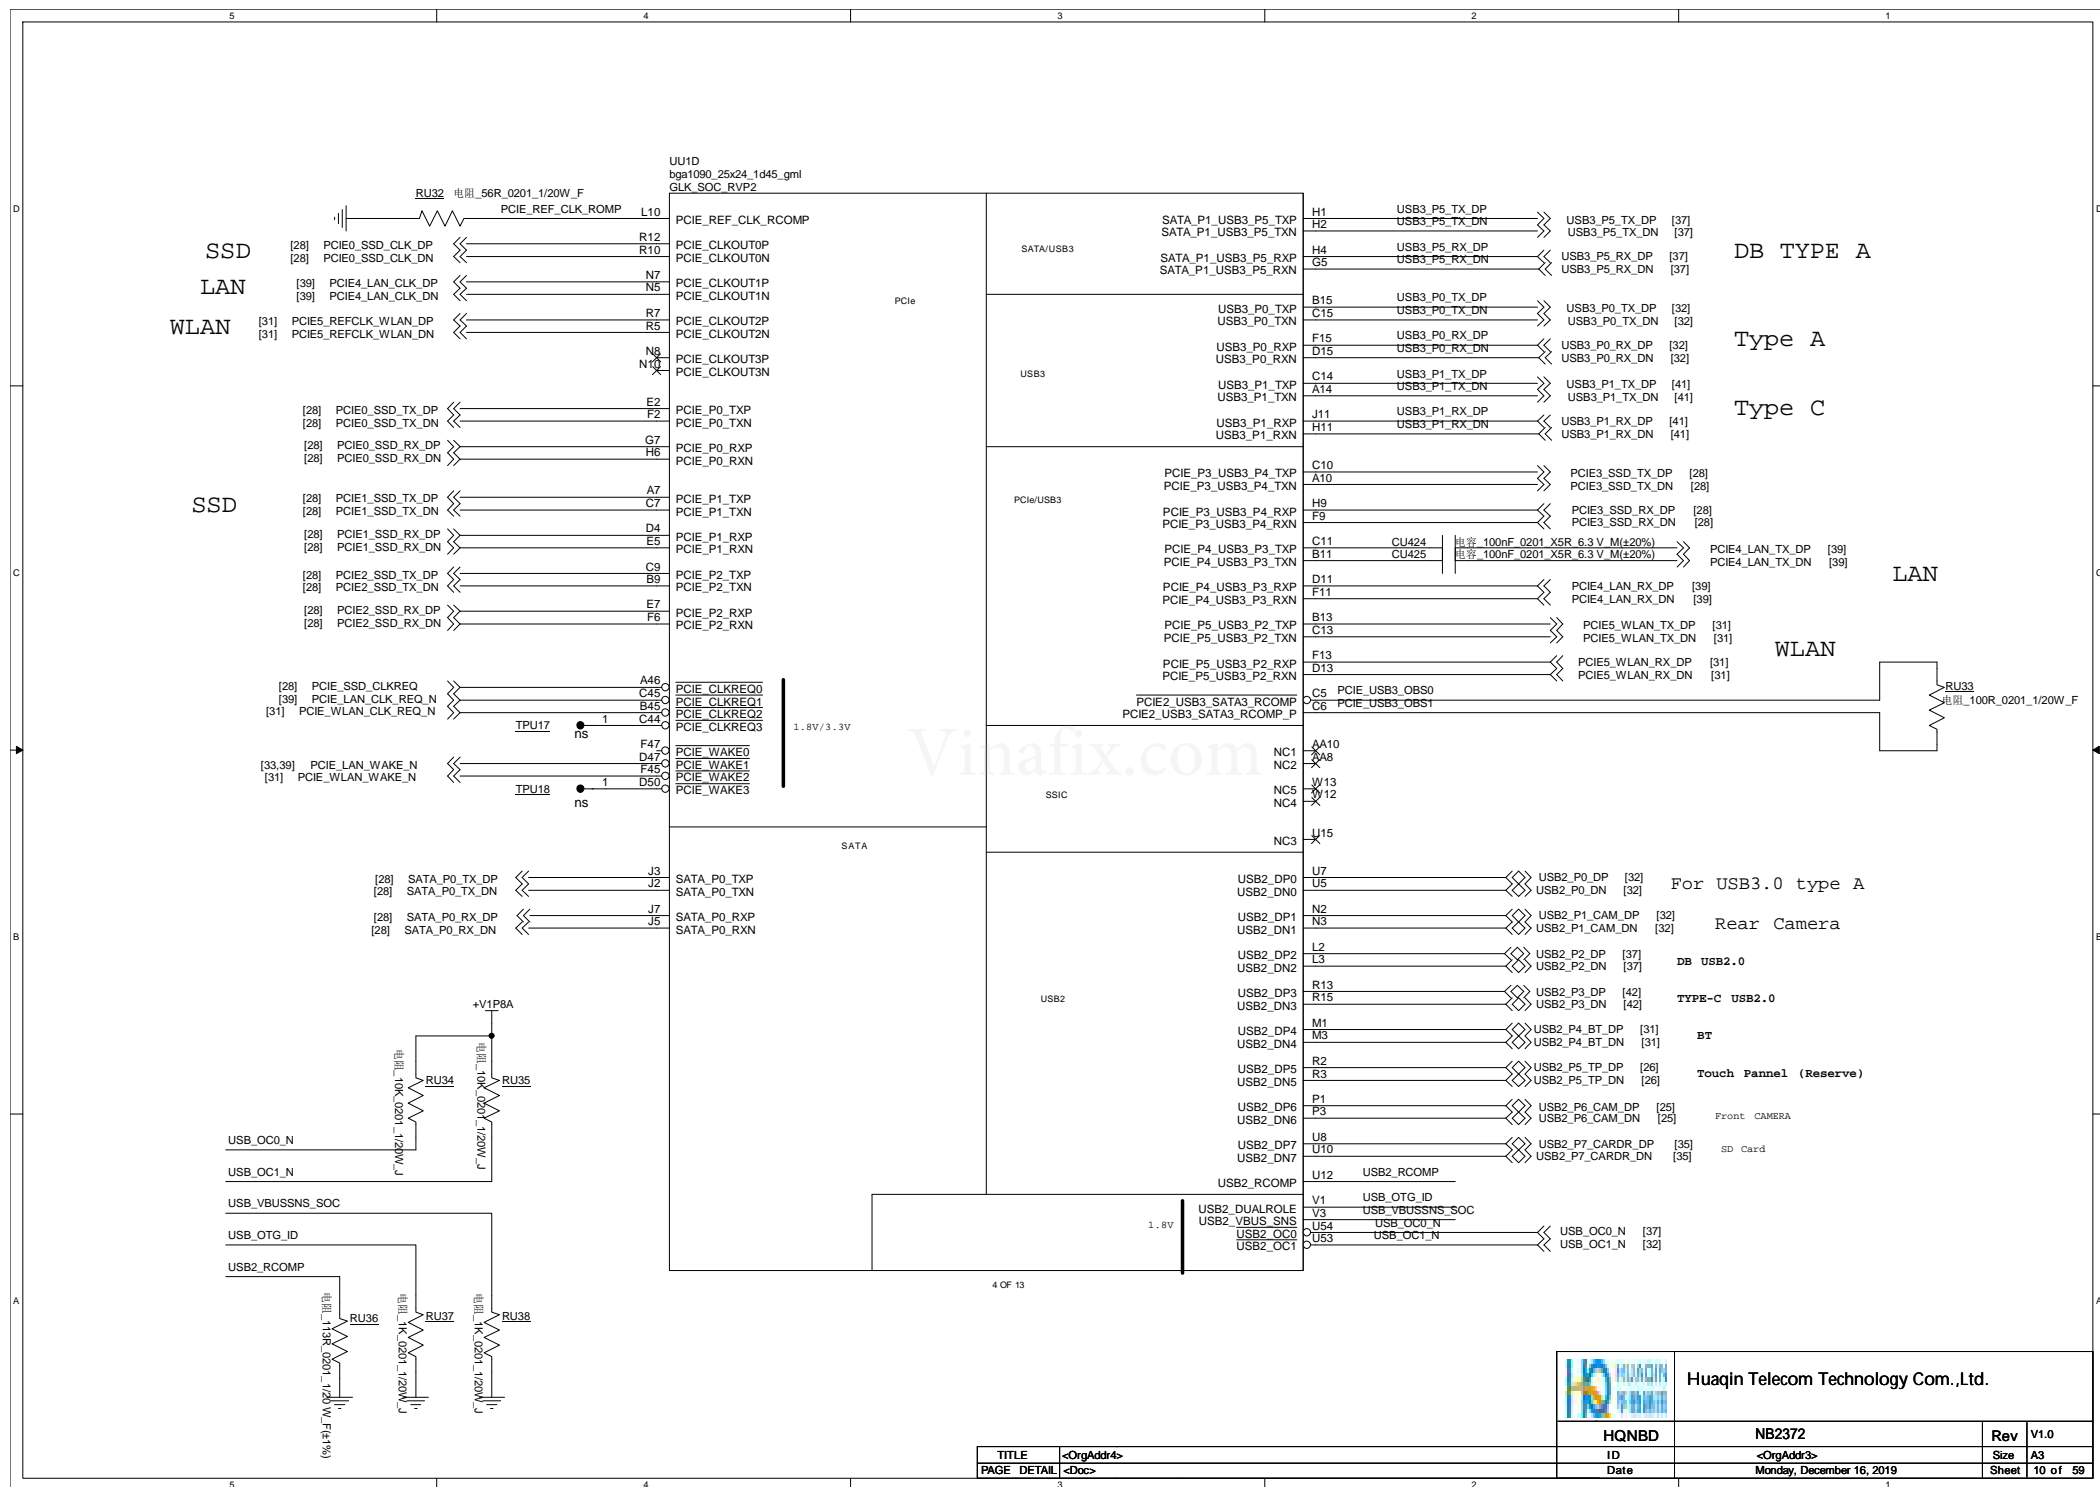 5 4 3 2 1
UU1D
bga1090_25x24_1d45_gml
GLK_SOC_RVP2
RU32 电阻_56R_0201_1/20W_F
PCIE_REF_CLK_ROMP L10 PCIE_REF_CLK_RCOMP
SSD
[28] PCIE0_SSD_CLK_DP R12 PCIE_CLKOUT0P
[28] PCIE0_SSD_CLK_DN R10 PCIE_CLKOUT0N
LAN
[39] PCIE4_LAN_CLK_DP N7 PCIE_CLKOUT1P
[39] PCIE4_LAN_CLK_DN N5 PCIE_CLKOUT1N
WLAN
[31] PCIE5_REFCLK_WLAN_DP R7 PCIE_CLKOUT2P
[31] PCIE5_REFCLK_WLAN_DN R5 PCIE_CLKOUT2N
N8 PCIE_CLKOUT3P
N10 PCIE_CLKOUT3N
PCIe
[28] PCIE0_SSD_TX_DP E2 PCIE_P0_TXP
[28] PCIE0_SSD_TX_DN F2 PCIE_P0_TXN
[28] PCIE0_SSD_RX_DP G7 PCIE_P0_RXP
[28] PCIE0_SSD_RX_DN H6 PCIE_P0_RXN
SSD
[28] PCIE1_SSD_TX_DP A7 PCIE_P1_TXP
[28] PCIE1_SSD_TX_DN C7 PCIE_P1_TXN
[28] PCIE1_SSD_RX_DP D4 PCIE_P1_RXP
[28] PCIE1_SSD_RX_DN E5 PCIE_P1_RXN
[28] PCIE2_SSD_TX_DP C9 PCIE_P2_TXP
[28] PCIE2_SSD_TX_DN B9 PCIE_P2_TXN
[28] PCIE2_SSD_RX_DP E7 PCIE_P2_RXP
[28] PCIE2_SSD_RX_DN F6 PCIE_P2_RXN
[28] PCIE_SSD_CLKREQ A46 PCIE_CLKREQ0
[39] PCIE_LAN_CLK_REQ_N C45 PCIE_CLKREQ1
[31] PCIE_WLAN_CLK_REQ_N B45 PCIE_CLKREQ2
TPU17 ns 1 C44 PCIE_CLKREQ3
1.8V/3.3V
F47 PCIE_WAKE0
[33,39] PCIE_LAN_WAKE_N D47 PCIE_WAKE1
[31] PCIE_WLAN_WAKE_N F45 PCIE_WAKE2
TPU18 ns 1 D50 PCIE_WAKE3
SATA
[28] SATA_P0_TX_DP J3 SATA_P0_TXP
[28] SATA_P0_TX_DN J2 SATA_P0_TXN
[28] SATA_P0_RX_DP J7 SATA_P0_RXP
[28] SATA_P0_RX_DN J5 SATA_P0_RXN
SATA/USB3
SATA_P1_USB3_P5_TXP H1 USB3_P5_TX_DP USB3_P5_TX_DP [37]
SATA_P1_USB3_P5_TXN H2 USB3_P5_TX_DN USB3_P5_TX_DN [37]
SATA_P1_USB3_P5_RXP H4 USB3_P5_RX_DP USB3_P5_RX_DP [37]
SATA_P1_USB3_P5_RXN G5 USB3_P5_RX_DN USB3_P5_RX_DN [37]
DB TYPE A
USB3
USB3_P0_TXP B15 USB3_P0_TX_DP USB3_P0_TX_DP [32]
USB3_P0_TXN C15 USB3_P0_TX_DN USB3_P0_TX_DN [32]
USB3_P0_RXP F15 USB3_P0_RX_DP USB3_P0_RX_DP [32]
USB3_P0_RXN D15 USB3_P0_RX_DN USB3_P0_RX_DN [32]
Type A
USB3_P1_TXP C14 USB3_P1_TX_DP USB3_P1_TX_DP [41]
USB3_P1_TXN A14 USB3_P1_TX_DN USB3_P1_TX_DN [41]
USB3_P1_RXP J11 USB3_P1_RX_DP USB3_P1_RX_DP [41]
USB3_P1_RXN H11 USB3_P1_RX_DN USB3_P1_RX_DN [41]
Type C
PCIe/USB3
PCIE_P3_USB3_P4_TXP C10 PCIE3_SSD_TX_DP [28]
PCIE_P3_USB3_P4_TXN A10 PCIE3_SSD_TX_DN [28]
PCIE_P3_USB3_P4_RXP H9 PCIE3_SSD_RX_DP [28]
PCIE_P3_USB3_P4_RXN F9 PCIE3_SSD_RX_DN [28]
PCIE_P4_USB3_P3_TXP C11 CU424 电容_100nF_0201_X5R_6.3 V_M(±20%) PCIE4_LAN_TX_DP [39]
PCIE_P4_USB3_P3_TXN B11 CU425 电容_100nF_0201_X5R_6.3 V_M(±20%) PCIE4_LAN_TX_DN [39]
PCIE_P4_USB3_P3_RXP D11 PCIE4_LAN_RX_DP [39]
PCIE_P4_USB3_P3_RXN F11 PCIE4_LAN_RX_DN [39]
LAN
PCIE_P5_USB3_P2_TXP B13 PCIE5_WLAN_TX_DP [31]
PCIE_P5_USB3_P2_TXN C13 PCIE5_WLAN_TX_DN [31]
PCIE_P5_USB3_P2_RXP F13 PCIE5_WLAN_RX_DP [31]
PCIE_P5_USB3_P2_RXN D13 PCIE5_WLAN_RX_DN [31]
WLAN
PCIE2_USB3_SATA3_RCOMP C5 PCIE_USB3_OBS0
PCIE2_USB3_SATA3_RCOMP_P C6 PCIE_USB3_OBS1
RU33
电阻_100R_0201_1/20W_F
Vinafix.com
SSIC
NC1 AA10
NC2 AA8
NC5 W13
NC4 W12
NC3 U15
USB2
USB2_DP0 U7 USB2_P0_DP [32]
USB2_DN0 U5 USB2_P0_DN [32]
For USB3.0 type A
USB2_DP1 N2 USB2_P1_CAM_DP [32]
USB2_DN1 N3 USB2_P1_CAM_DN [32]
Rear Camera
USB2_DP2 L2 USB2_P2_DP [37]
USB2_DN2 L3 USB2_P2_DN [37]
DB USB2.0
USB2_DP3 R13 USB2_P3_DP [42]
USB2_DN3 R15 USB2_P3_DN [42]
TYPE-C USB2.0
USB2_DP4 M1 USB2_P4_BT_DP [31]
USB2_DN4 M3 USB2_P4_BT_DN [31]
BT
USB2_DP5 R2 USB2_P5_TP_DP [26]
USB2_DN5 R3 USB2_P5_TP_DN [26]
Touch Pannel (Reserve)
USB2_DP6 P1 USB2_P6_CAM_DP [25]
USB2_DN6 P3 USB2_P6_CAM_DN [25]
Front CAMERA
USB2_DP7 U8 USB2_P7_CARDR_DP [35]
USB2_DN7 U10 USB2_P7_CARDR_DN [35]
SD Card
USB2_RCOMP U12 USB2_RCOMP
1.8V
USB2_DUALROLE V1 USB_OTG_ID
USB2_VBUS_SNS V3 USB_VBUSSNS_SOC
USB2_OC0 U54 USB_OC0_N USB_OC0_N [37]
USB2_OC1 U53 USB_OC1_N USB_OC1_N [32]
4 OF 13
+V1P8A
RU34 电阻_10K_0201_1/20W_J
RU35 电阻_10K_0201_1/20W_J
USB_OC0_N
USB_OC1_N
USB_VBUSSNS_SOC
USB_OTG_ID
USB2_RCOMP
RU36 电阻_113R_0201_1/20 W_F(±1%)
RU37 电阻_1K_0201_1/20W_J
RU38 电阻_1K_0201_1/20W_J
D D
C C
B B
A A
HUAQIN
Huaqin Telecom Technology Com.,Ltd.
HQNBD NB2372 Rev V1.0
TITLE <OrgAddr4> ID <OrgAddr3> Size A3
PAGE DETAIL <Doc> Date Monday, December 16, 2019 Sheet 10 of 59
5 4 3 2 1